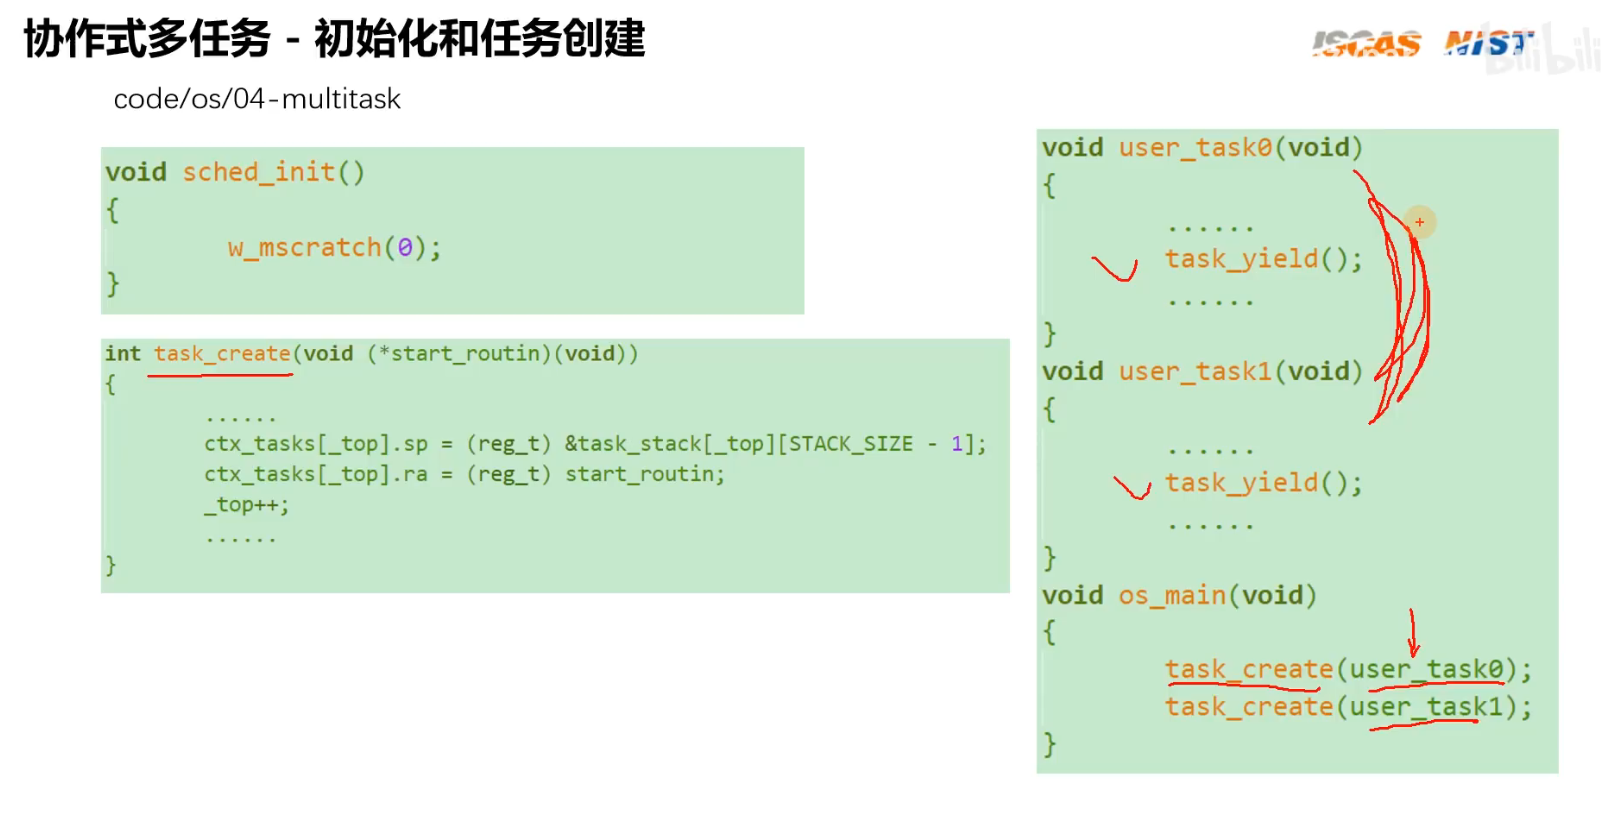 协作式多任务 - 初始化和任务创建
ISCAS NIST
bilibili
code/os/04-multitask
void sched_init()
{
w_mscratch(0);
}
int task_create(void (*start_routin)(void))
{
......
ctx_tasks[_top].sp = (reg_t) &task_stack[_top][STACK_SIZE - 1];
ctx_tasks[_top].ra = (reg_t) start_routin;
_top++;
......
}
void user_task0(void)
{
......
task_yield();
......
}
void user_task1(void)
{
......
task_yield();
......
}
void os_main(void)
{
task_create(user_task0);
task_create(user_task1);
}